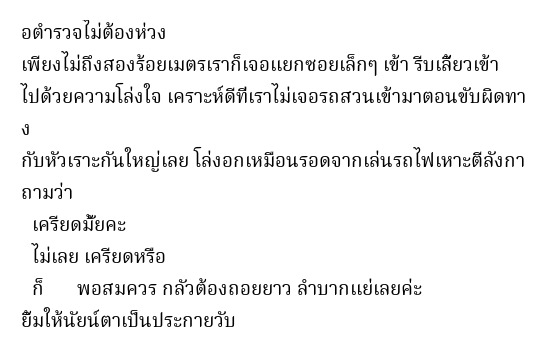 อตำรวจไม่ต้องห่วง
เพียงไม่ถึงสองร้อยเมตรเราก็เจอแยกซอยเล็กๆ เข้า รีบเลี้ยวเข้า
ไปด้วยความโล่งใจ เคราะห์ดีที่เราไม่เจอรถสวนเข้ามาตอนขับผิดทา
ง
กับหัวเราะกันใหญ่เลย โล่งอกเหมือนรอดจากเล่นรถไฟเหาะตีลังกา
ถามว่า
เครียดมั้ยคะ
ไม่เลย เครียดหรือ
ก็ พอสมควร กลัวต้องถอยยาว ลำบากแย่เลยค่ะ
ยิ้มให้นัยน์ตาเป็นประกายวับ